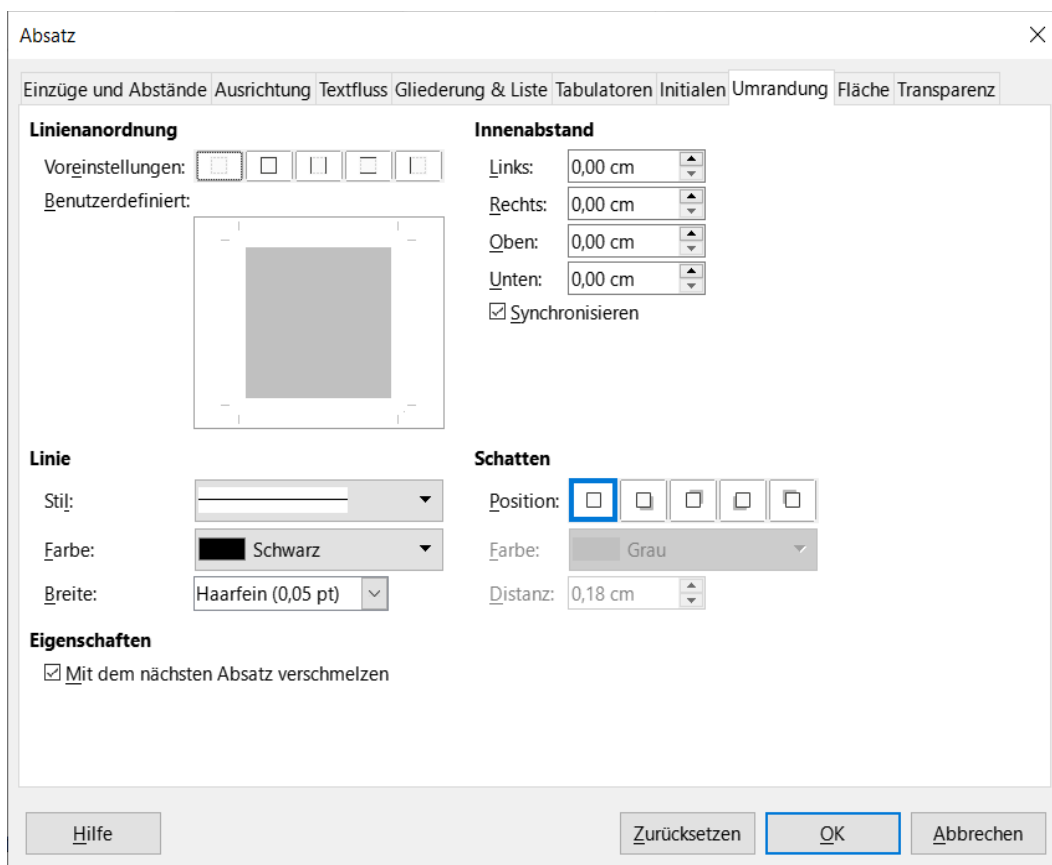 Absatz
Einzüge und Abstände Ausrichtung Textfluss Gliederung & Liste Tabulatoren Initialen Umrandung Fläche Transparenz
Linienanordnung
Voreinstellungen:
Benutzerdefiniert:
Innenabstand
Links: 0,00 cm
Rechts: 0,00 cm
Oben: 0,00 cm
Unten: 0,00 cm
Synchronisieren
Linie
Stil:
Farbe: Schwarz
Breite: Haarfein (0,05 pt)
Schatten
Position:
Farbe: Grau
Distanz: 0,18 cm
Eigenschaften
Mit dem nächsten Absatz verschmelzen
Hilfe Zurücksetzen OK Abbrechen